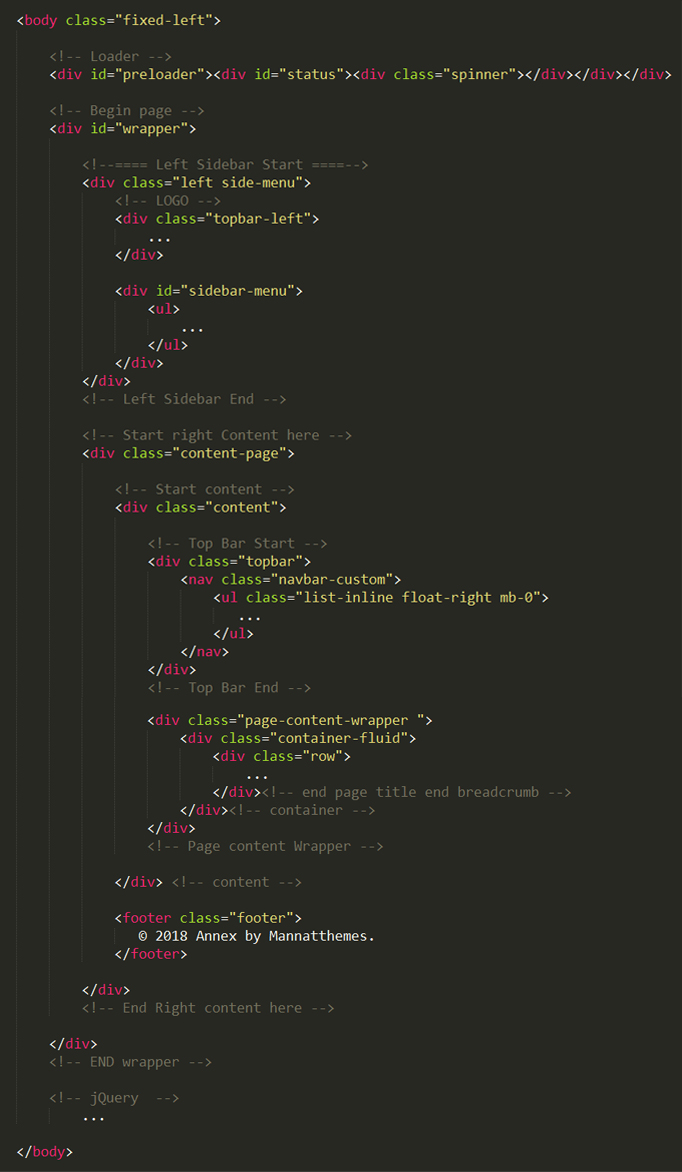 <body class="fixed-left">
<!-- Loader -->
<div id="preloader"><div id="status"><div class="spinner"></div></div></div>
<!-- Begin page -->
<div id="wrapper">
<!--==== Left Sidebar Start ====-->
<div class="left side-menu">
<!-- LOGO -->
<div class="topbar-left">
...
</div>
<div id="sidebar-menu">
<ul>
...
</ul>
</div>
</div>
<!-- Left Sidebar End -->
<!-- Start right Content here -->
<div class="content-page">
<!-- Start content -->
<div class="content">
<!-- Top Bar Start -->
<div class="topbar">
<nav class="navbar-custom">
<ul class="list-inline float-right mb-0">
...
</ul>
</nav>
</div>
<!-- Top Bar End -->
<div class="page-content-wrapper ">
<div class="container-fluid">
<div class="row">
...
</div><!-- end page title end breadcrumb -->
</div><!-- container -->
</div>
<!-- Page content Wrapper -->
</div> <!-- content -->
<footer class="footer">
© 2018 Annex by Mannatthemes.
</footer>
</div>
<!-- End Right content here -->
</div>
<!-- END wrapper -->
<!-- jQuery  -->
...
</body>